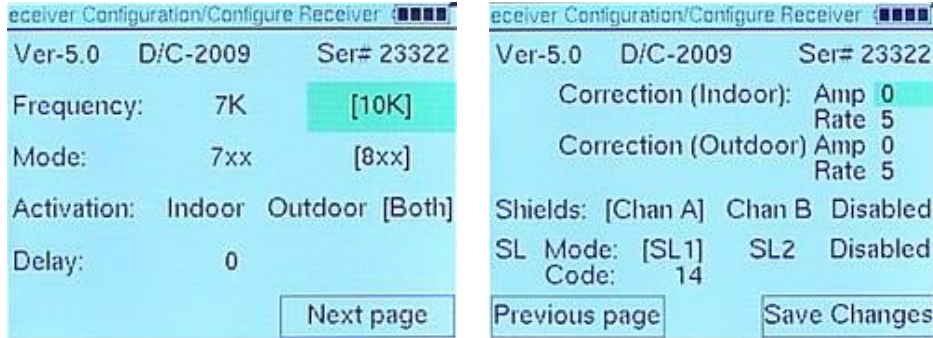 eceiver Configuration/Configure Receiver
Ver-5.0 D/C-2009 Ser# 23322
Frequency: 7K [10K]
Mode: 7xx [8xx]
Activation: Indoor Outdoor [Both]
Delay: 0
Next page
eceiver Configuration/Configure Receiver
Ver-5.0 D/C-2009 Ser# 23322
Correction (Indoor): Amp 0
Rate 5
Correction (Outdoor) Amp 0
Rate 5
Shields: [Chan A] Chan B Disabled
SL Mode: [SL1] SL2 Disabled
Code: 14
Previous page Save Changes